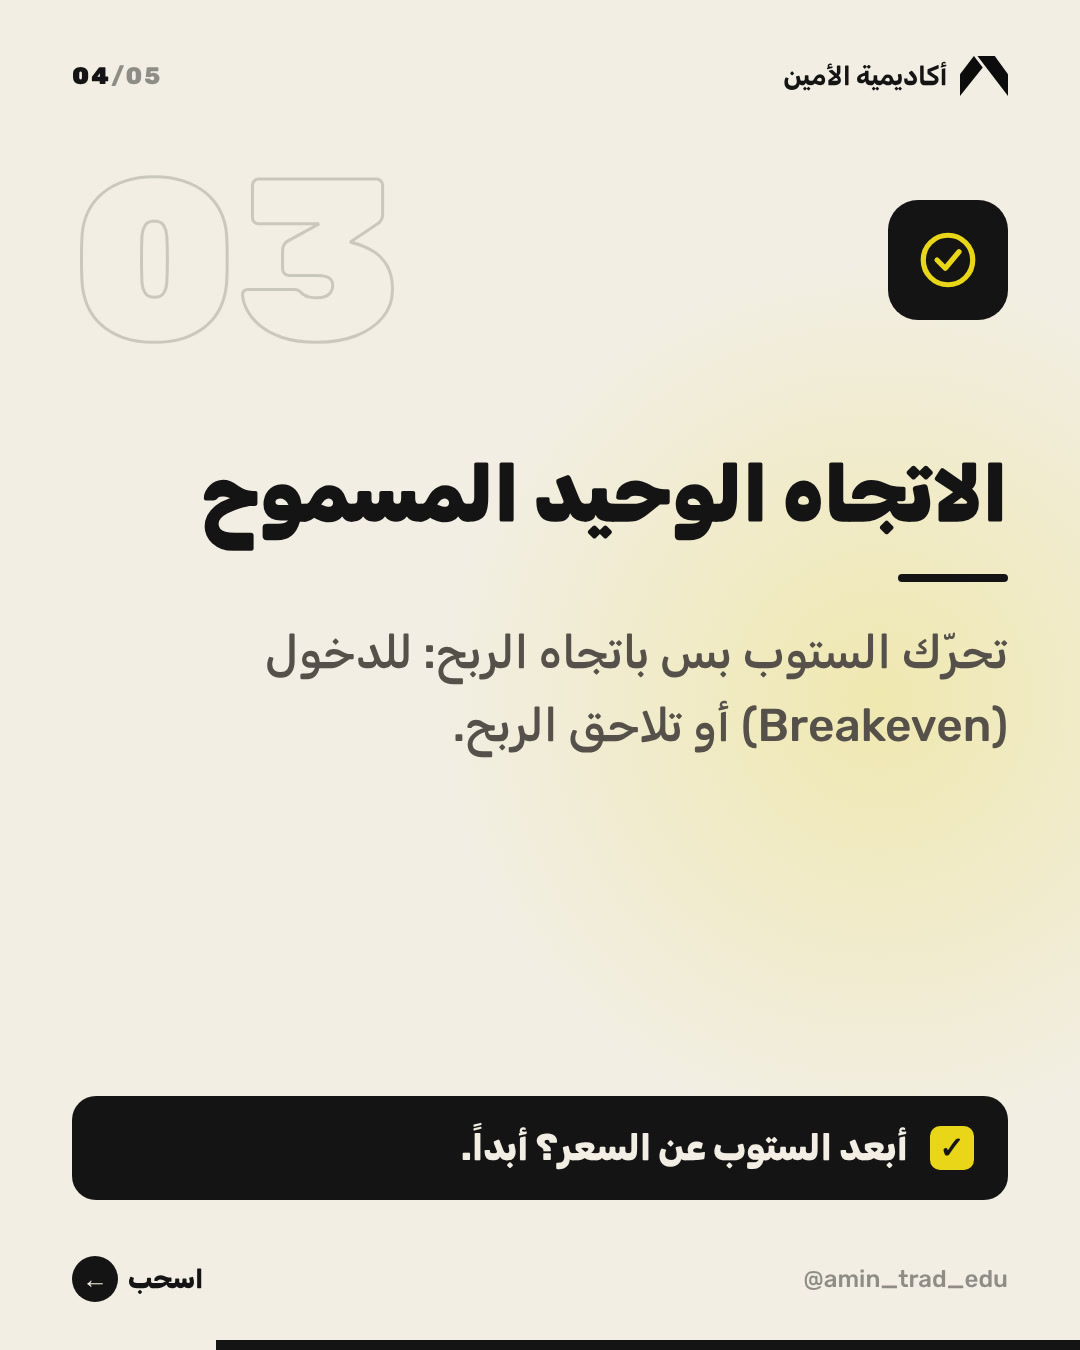 أكاديمية الأمين
04/05
03
الاتجاه الوحيد المسموح
تحرّك الستوب بس باتجاه الربح: للدخول
(Breakeven) أو تلاحق الربح.
✓ أبعد الستوب عن السعر؟ أبداً.
@amin_trad_edu
اسحب ←